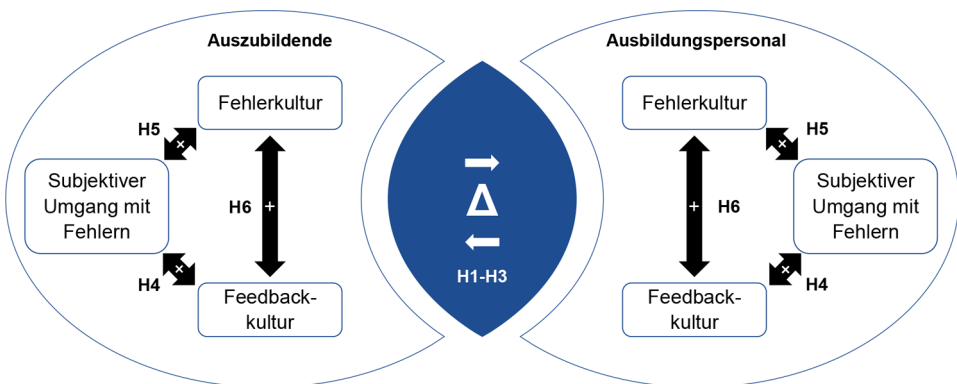 Auszubildende
Fehlerkultur
H5
Subjektiver
Umgang mit
Fehlern
H6
+
H4
Feedback-
kultur
Δ
H1-H3
Ausbildungspersonal
Fehlerkultur
H5
Subjektiver
Umgang mit
Fehlern
+
H6
H4
Feedback-
kultur